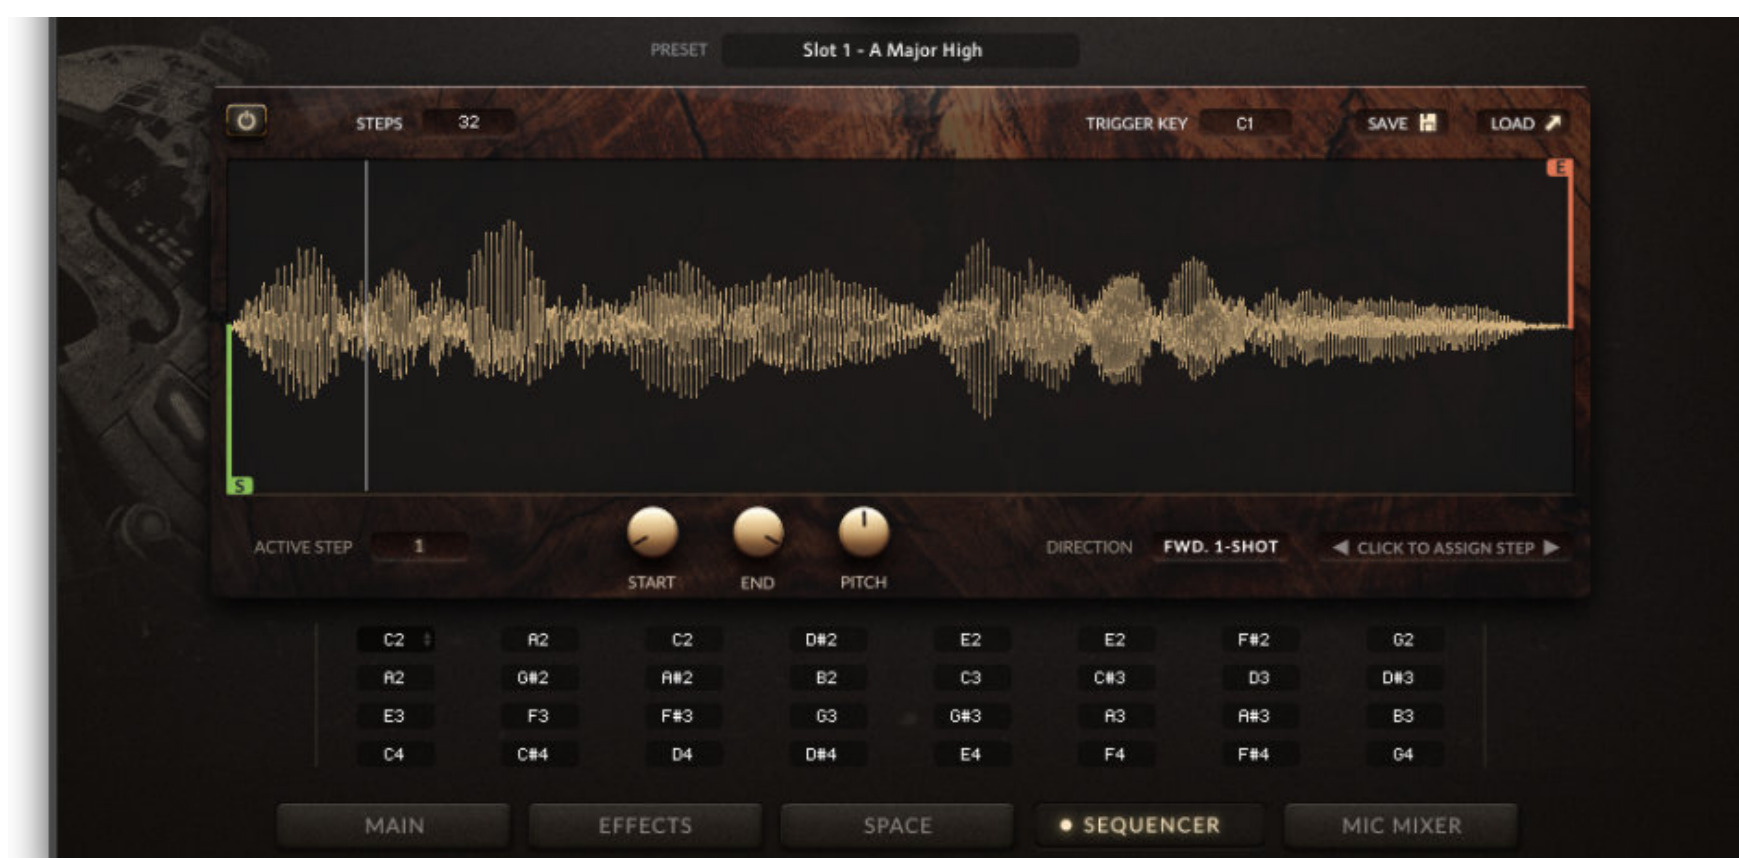 PRESET Slot 1 - A Major High
STEPS 32 TRIGGER KEY C1 SAVE LOAD
E
S
ACTIVE STEP 1 DIRECTION FWD. 1-SHOT CLICK TO ASSIGN STEP
START END PITCH
C2 A2 C2 D#2 E2 E2 F#2 G2
A2 G#2 A#2 B2 C3 C#3 D3 D#3
E3 F3 F#3 G3 G#3 A3 A#3 B3
C4 C#4 D4 D#4 E4 F4 F#4 G4
MAIN EFFECTS SPACE SEQUENCER MIC MIXER